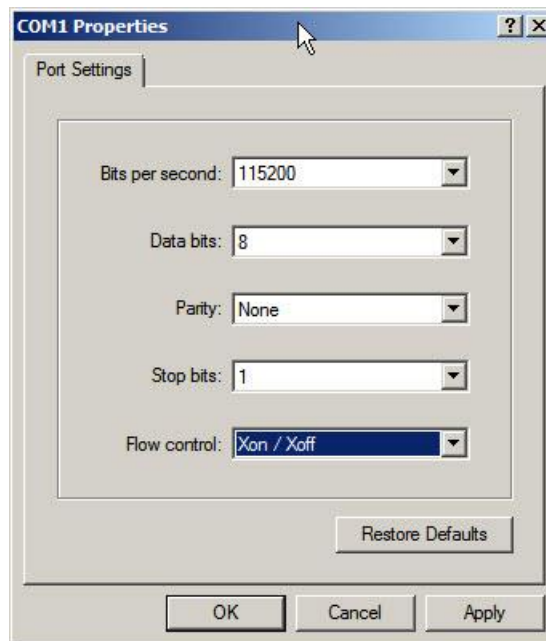 COM1 Properties
Port Settings
Bits per second: 115200
Data bits: 8
Parity: None
Stop bits: 1
Flow control: Xon / Xoff
Restore Defaults
OK Cancel Apply